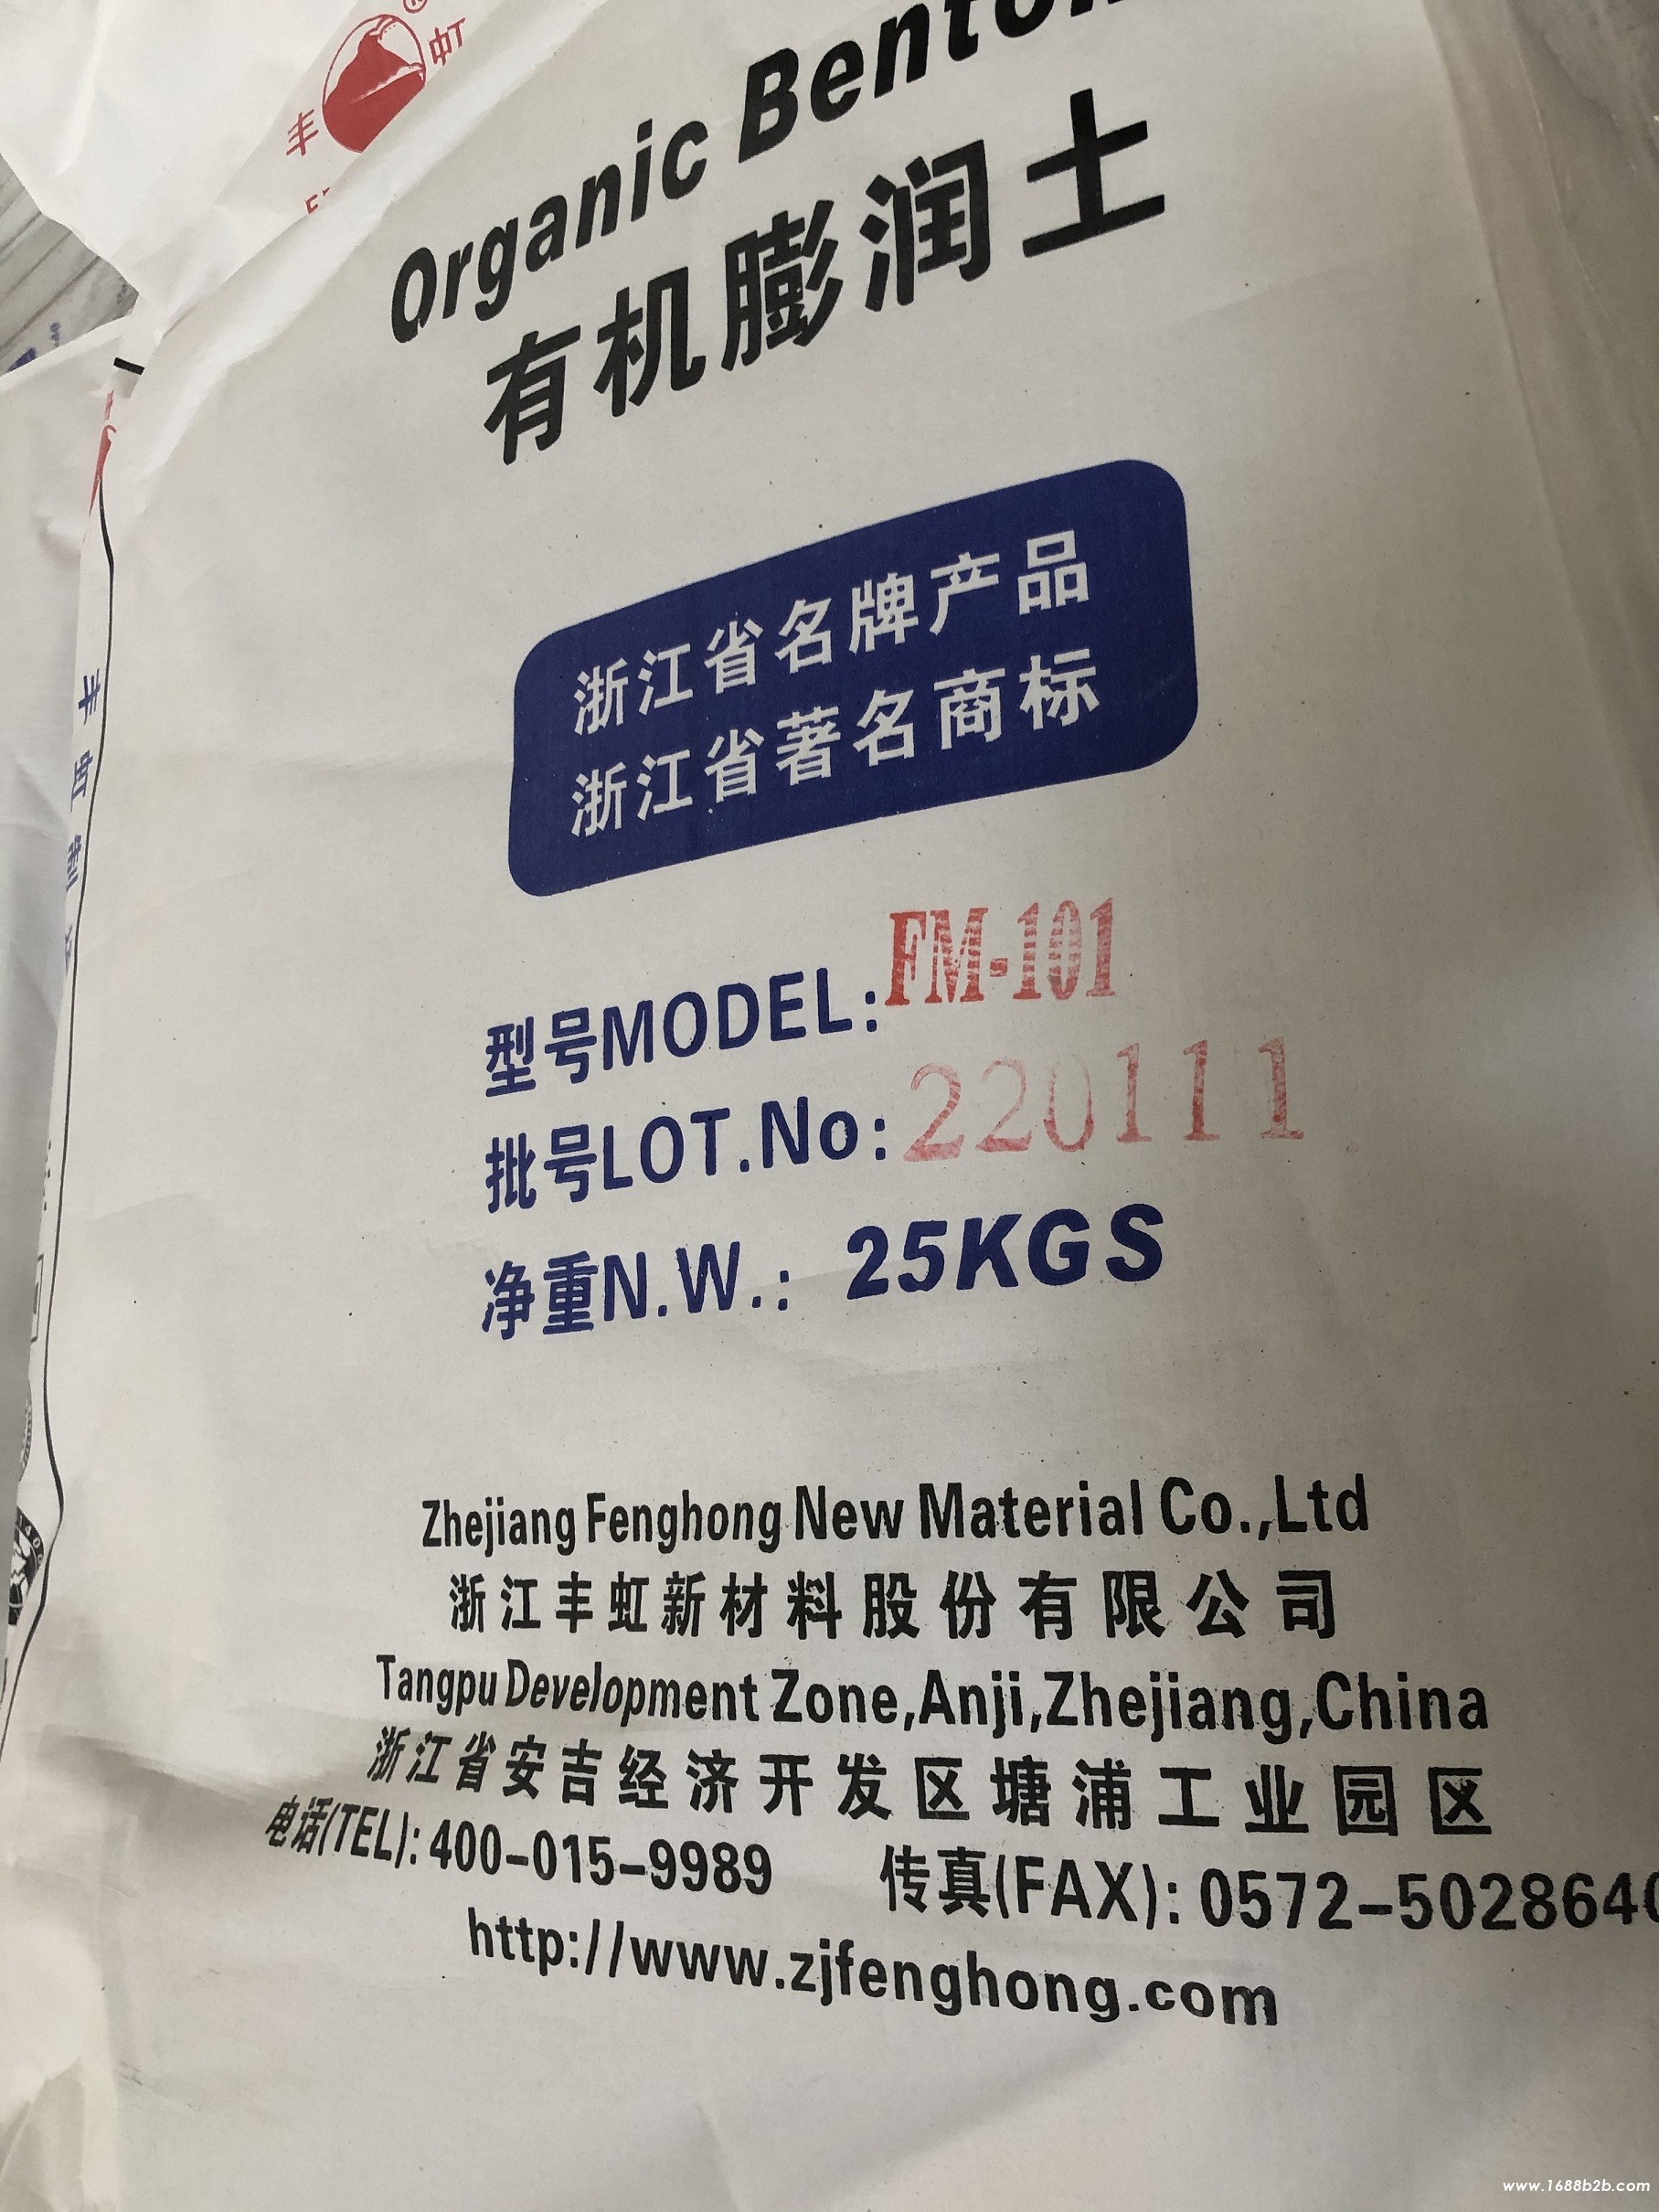 丰 虹
®
Organic
有机膨润土
浙江省名牌产品
浙江省著名商标
型号MODEL:FM-101
批号LOT.No:220111
净重N.W.: 25KGS
Zhejiang Fenghong New Material Co.,Ltd
浙江丰虹新材料股份有限公司
Tangpu Development Zone,Anji,Zhejiang,China
浙江省安吉经济开发区塘浦工业园区
电话(TEL):400-015-9989 传真(FAX):0572-5028640
http://www.zjfenghong.com
丰虹
www.1688b2b.com